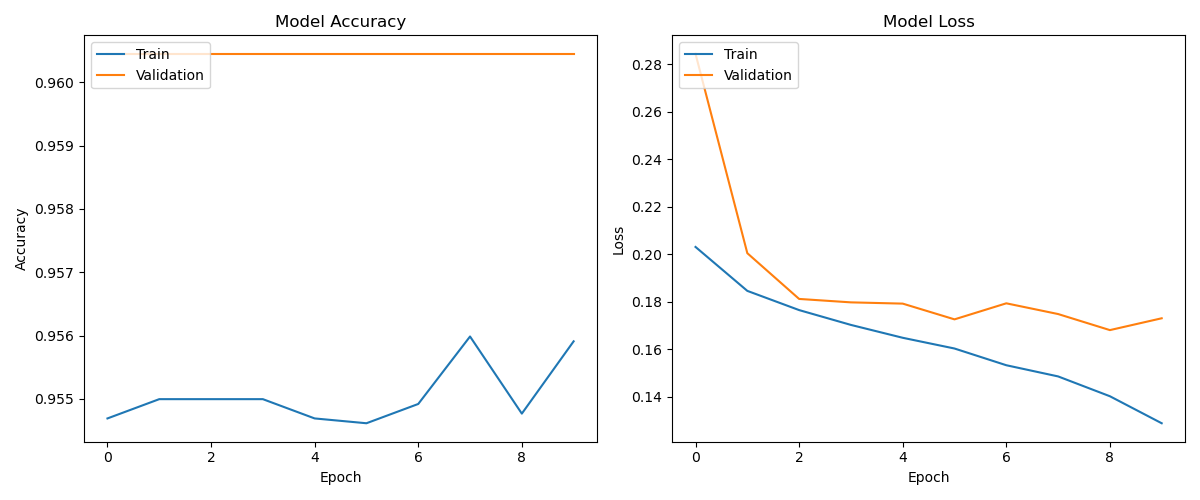 Model Accuracy
Train
Validation
0.960
0.959
0.958
0.957
0.956
0.955
Accuracy
0 2 4 6 8
Epoch
Model Loss
Train
Validation
0.28
0.26
0.24
0.22
0.20
0.18
0.16
0.14
Loss
0 2 4 6 8
Epoch